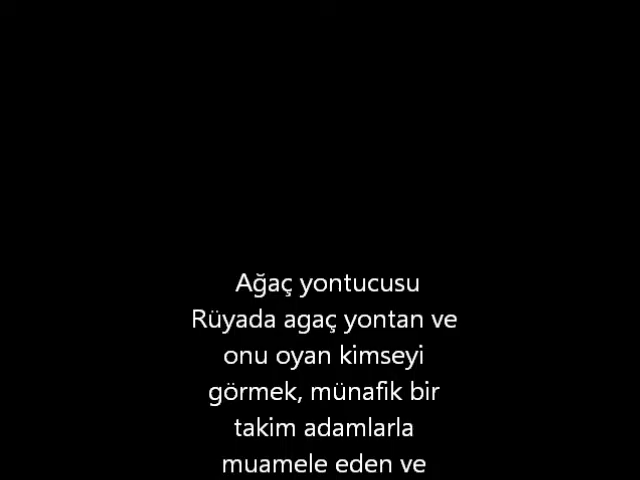 Ağaç yontucusu
Rüyada agaç yontan ve
onu oyan kimseyi
görmek, münafik bir
takim adamlarla
muamele eden ve